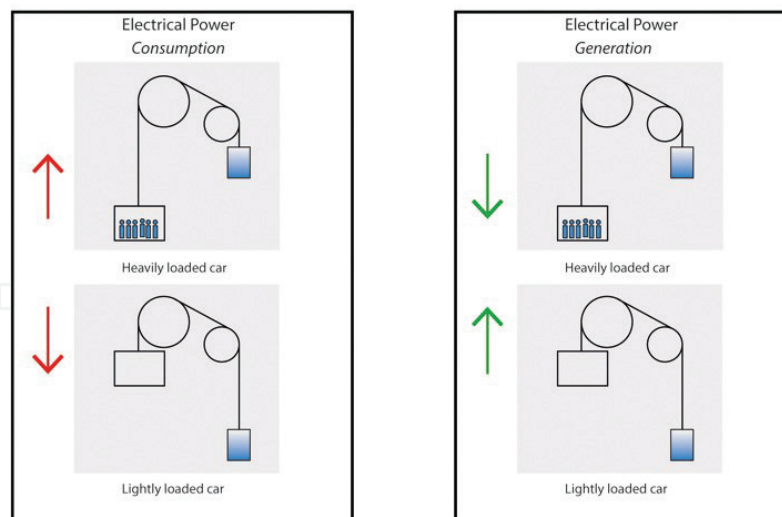 Electrical Power
Consumption
Heavily loaded car
Lightly loaded car
Electrical Power
Generation
Heavily loaded car
Lightly loaded car